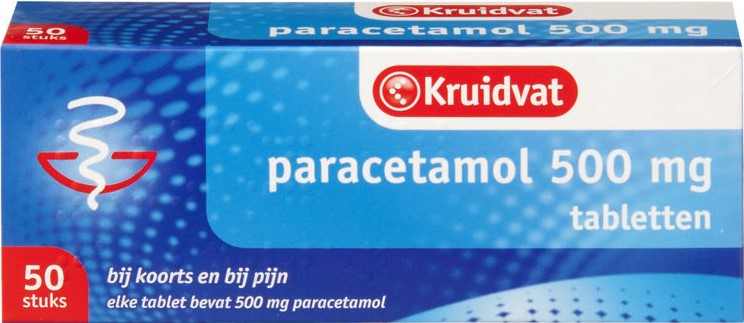 50
stuks
Kruidvat
paracetamol 500 mg
Kruidvat
paracetamol 500 mg
tabletten
50
stuks
bij koorts en bij pijn
elke tablet bevat 500 mg paracetamol